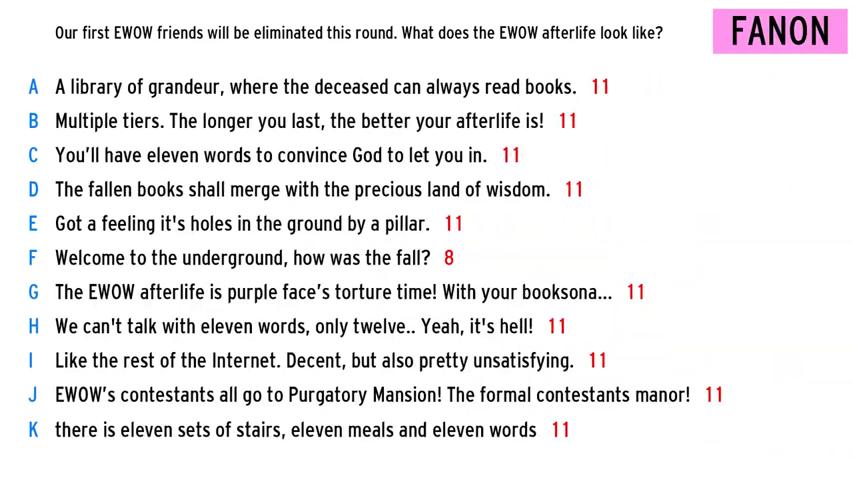 Our first EWOW friends will be eliminated this round. What does the EWOW afterlife look like?
FANON
A A library of grandeur, where the deceased can always read books. 11
B Multiple tiers. The longer you last, the better your afterlife is! 11
C You'll have eleven words to convince God to let you in. 11
D The fallen books shall merge with the precious land of wisdom. 11
E Got a feeling it's holes in the ground by a pillar. 11
F Welcome to the underground, how was the fall? 8
G The EWOW afterlife is purple face's torture time! With your booksona... 11
H We can't talk with eleven words, only twelve.. Yeah, it's hell! 11
I Like the rest of the Internet. Decent, but also pretty unsatisfying. 11
J EWOW's contestants all go to Purgatory Mansion! The formal contestants manor! 11
K there is eleven sets of stairs, eleven meals and eleven words 11